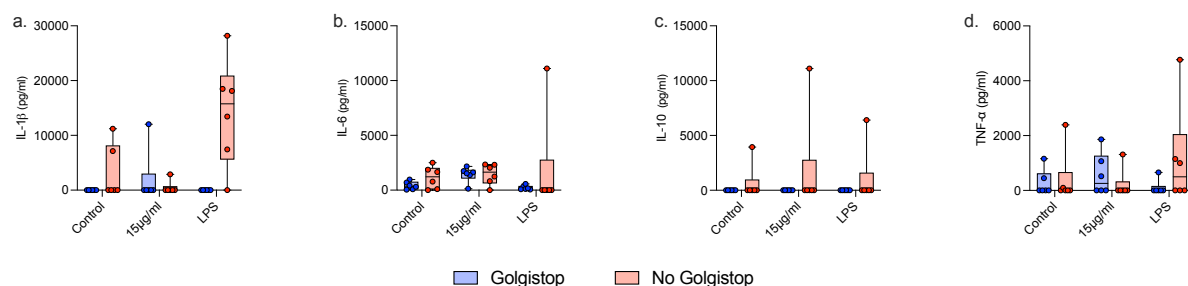 a.
30000
20000
10000
0
IL-1β (pg/ml)
Control
15μg/ml
LPS
b.
15000
10000
5000
0
IL-6 (pg/ml)
Control
15μg/ml
LPS
c.
15000
10000
5000
0
IL-10 (pg/ml)
Control
15μg/ml
LPS
d.
6000
4000
2000
0
TNF-α (pg/ml)
Control
15μg/ml
LPS
Golgistop
No Golgistop